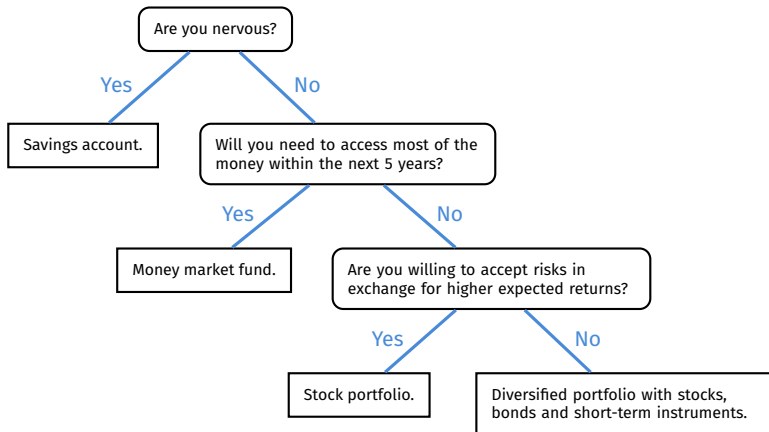 Are you nervous?
Yes
No
Savings account.
Will you need to access most of the
money within the next 5 years?
Yes
No
Money market fund.
Are you willing to accept risks in
exchange for higher expected returns?
Yes
No
Stock portfolio.
Diversified portfolio with stocks,
bonds and short-term instruments.